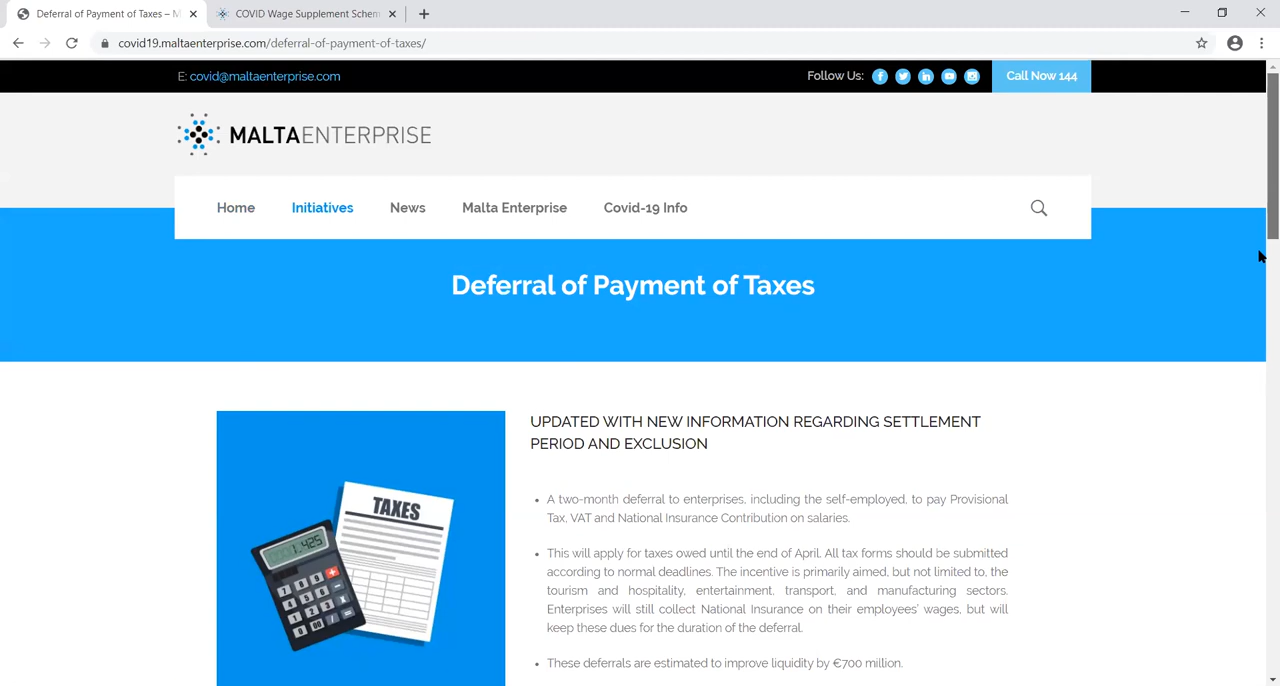 Deferral of Payment of Taxes – M
COVID Wage Supplement Schem
covid19.maltaenterprise.com/deferral-of-payment-of-taxes/
E: covid@maltaenterprise.com
Follow Us:
Call Now 144
MALTAENTERPRISE
Home
Initiatives
News
Malta Enterprise
Covid-19 Info
Deferral of Payment of Taxes
UPDATED WITH NEW INFORMATION REGARDING SETTLEMENT
PERIOD AND EXCLUSION
TAXES
1,425
• A two-month deferral to enterprises, including the self-employed, to pay Provisional
Tax, VAT and National Insurance Contribution on salaries.
• This will apply for taxes owed until the end of April. All tax forms should be submitted
according to normal deadlines. The incentive is primarily aimed, but not limited to, the
tourism and hospitality, entertainment, transport, and manufacturing sectors.
Enterprises will still collect National Insurance on their employees' wages, but will
keep these dues for the duration of the deferral.
• These deferrals are estimated to improve liquidity by €700 million.